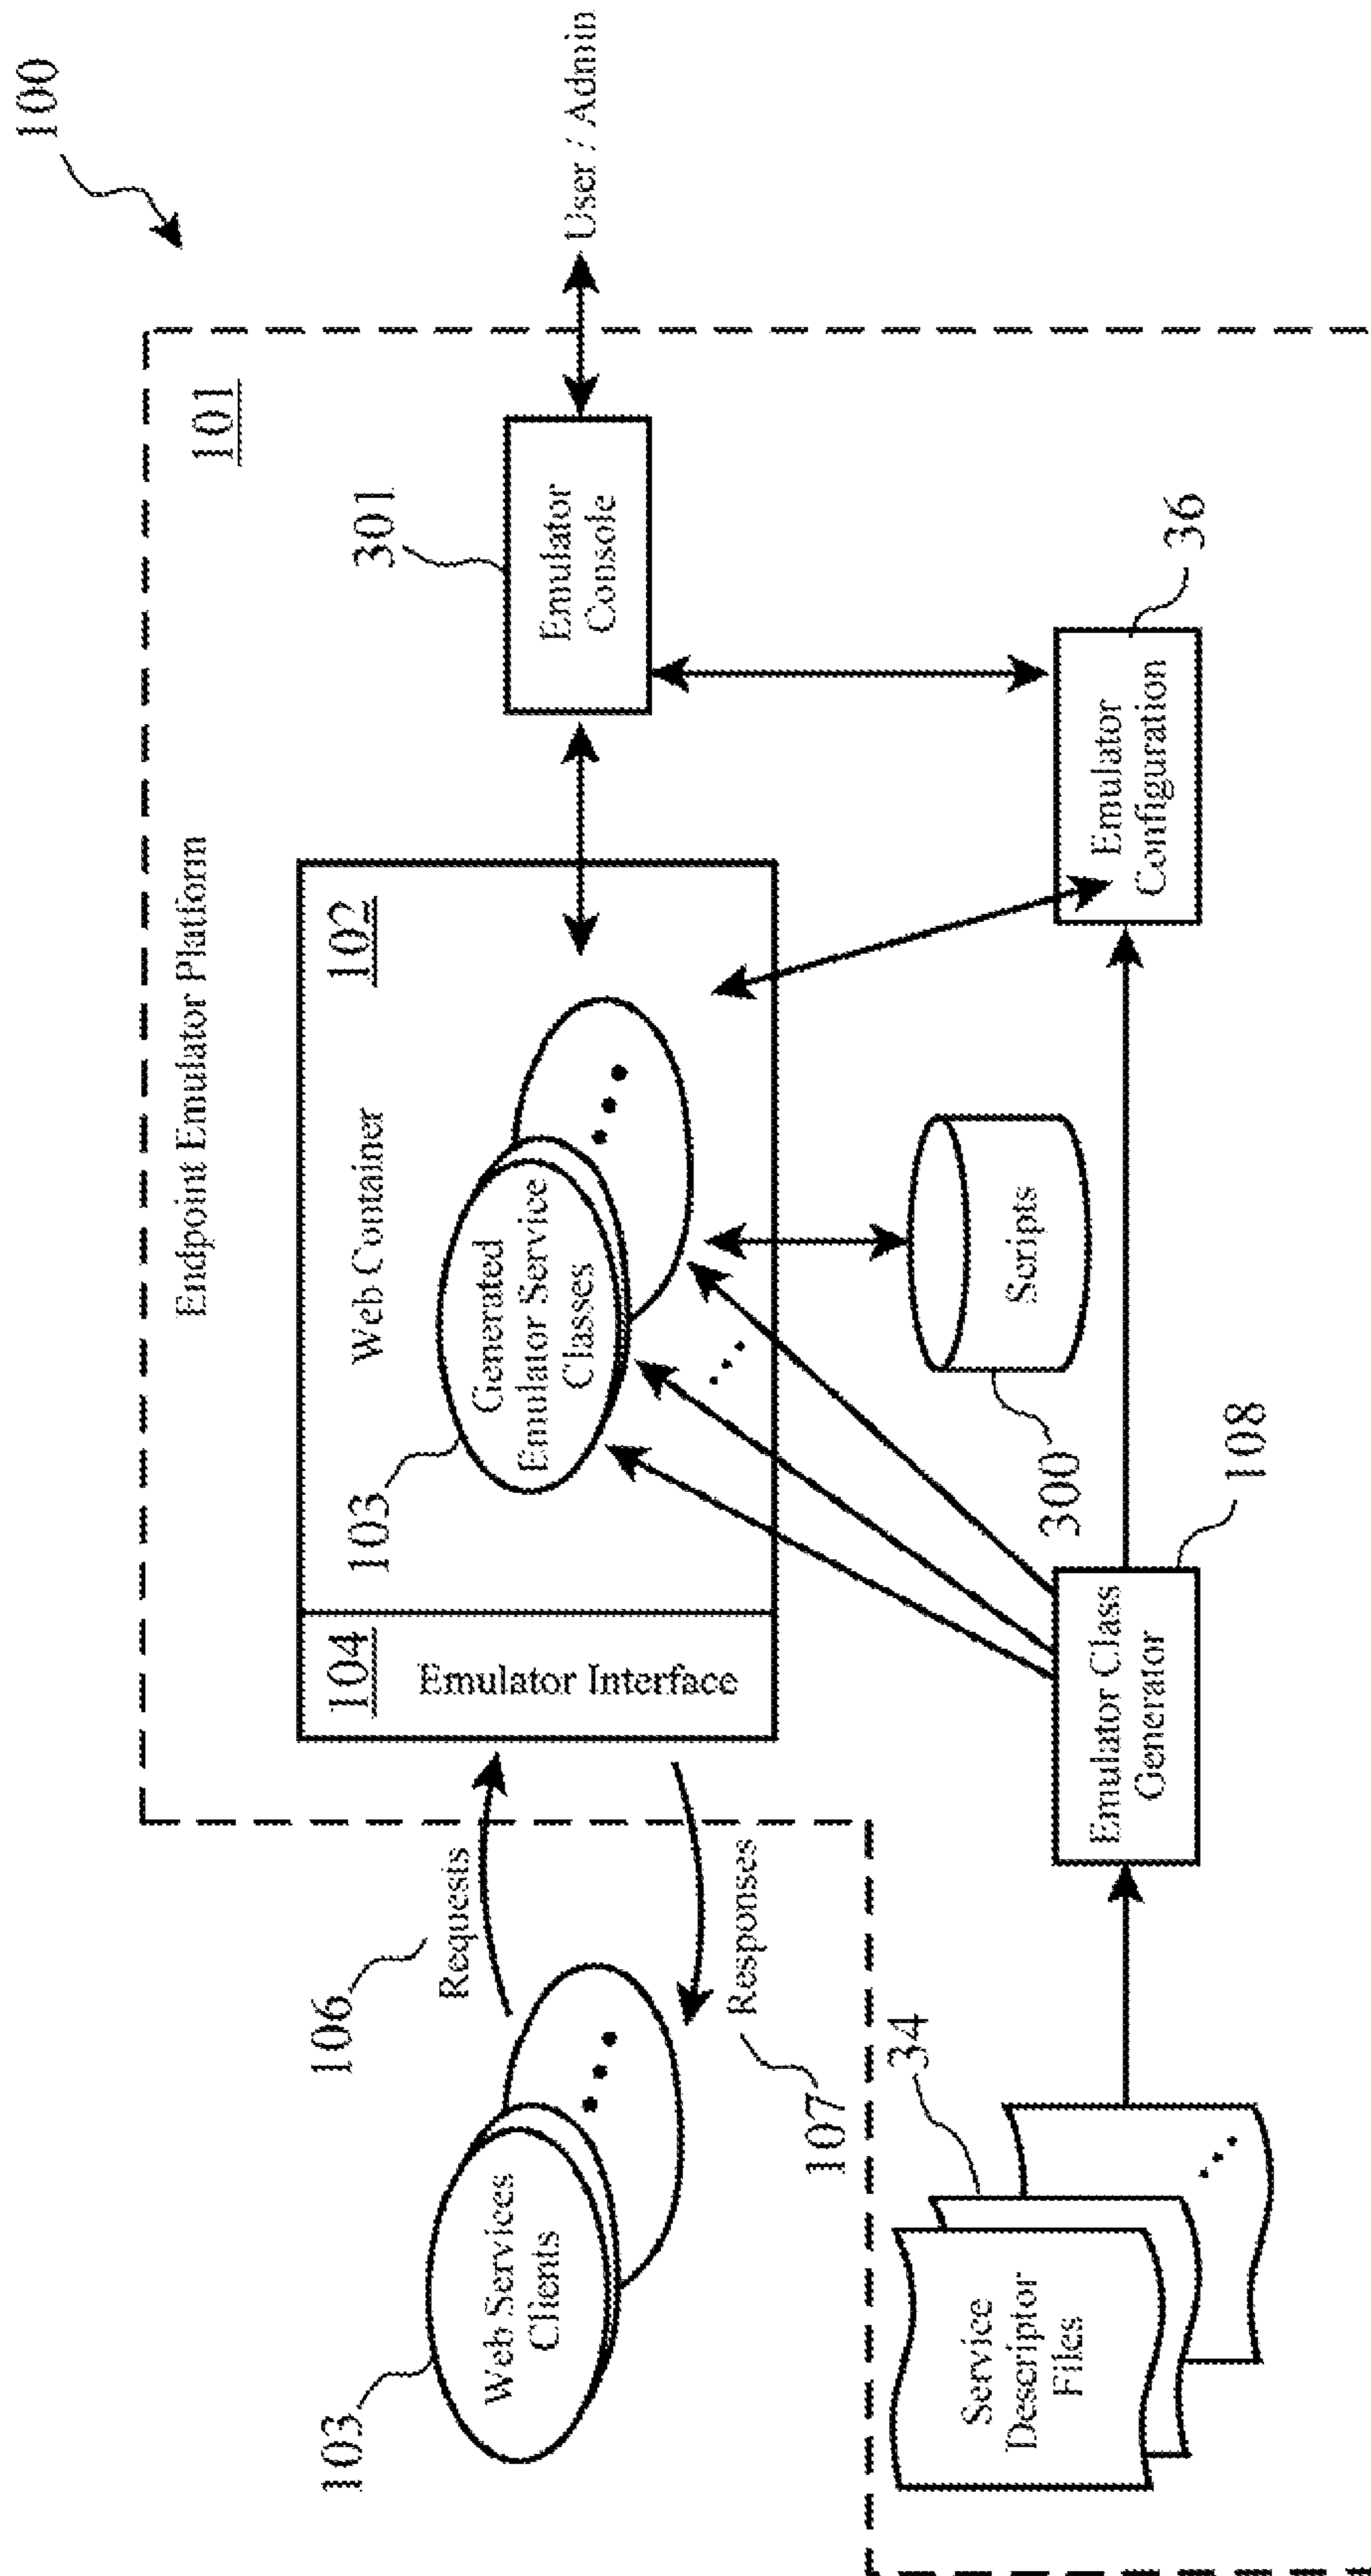 100
Endpoint Emulator Platform
101
103
Web Services
Clients
106
Requests
Responses
107
104
Emulator Interface
Web Container
102
103
Generated
Emulator Service
Classes
301
Emulator
Console
User / Admin
34
Service
Descriptor
Files
Emulator Class
Generator
108
300
Scripts
Emulator
Configuration
36